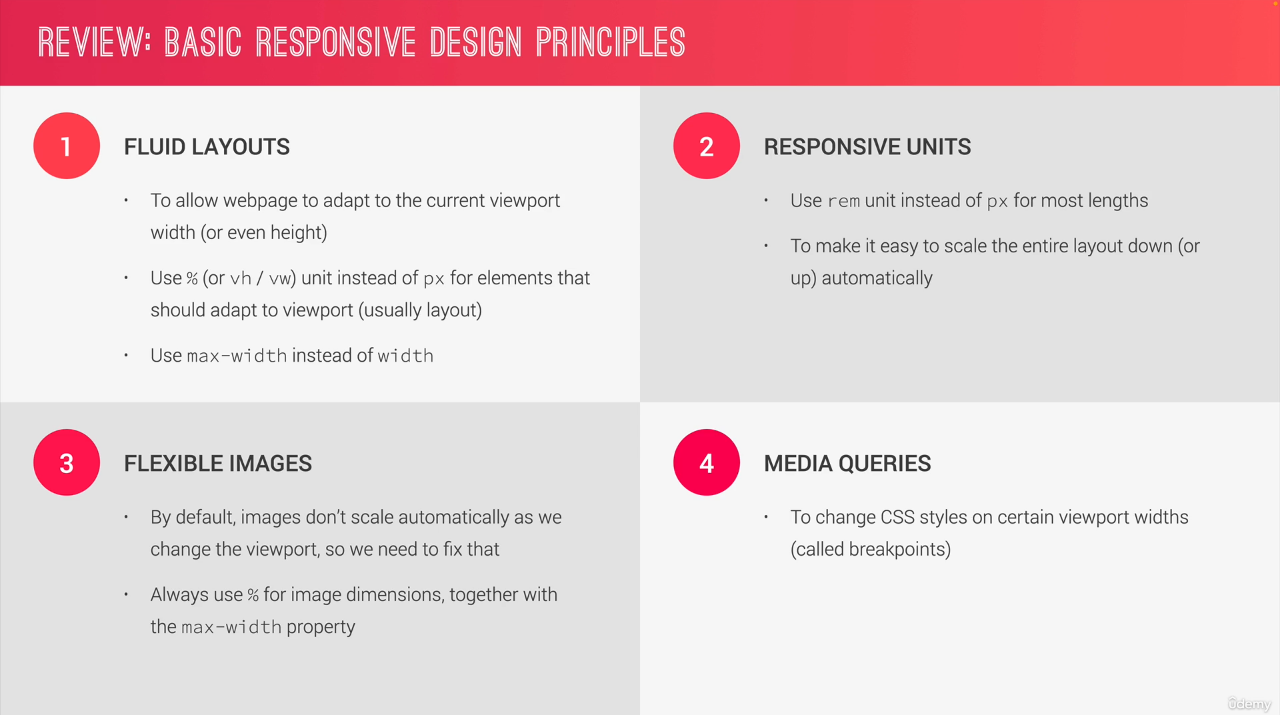 REVIEW: BASIC RESPONSIVE DESIGN PRINCIPLES
1
FLUID LAYOUTS
• To allow webpage to adapt to the current viewport
width (or even height)
• Use % (or vh / vw) unit instead of px for elements that
should adapt to viewport (usually layout)
• Use max-width instead of width
2
RESPONSIVE UNITS
• Use rem unit instead of px for most lengths
• To make it easy to scale the entire layout down (or
up) automatically
3
FLEXIBLE IMAGES
• By default, images don’t scale automatically as we
change the viewport, so we need to fix that
• Always use % for image dimensions, together with
the max-width property
4
MEDIA QUERIES
• To change CSS styles on certain viewport widths
(called breakpoints)
ûdemy